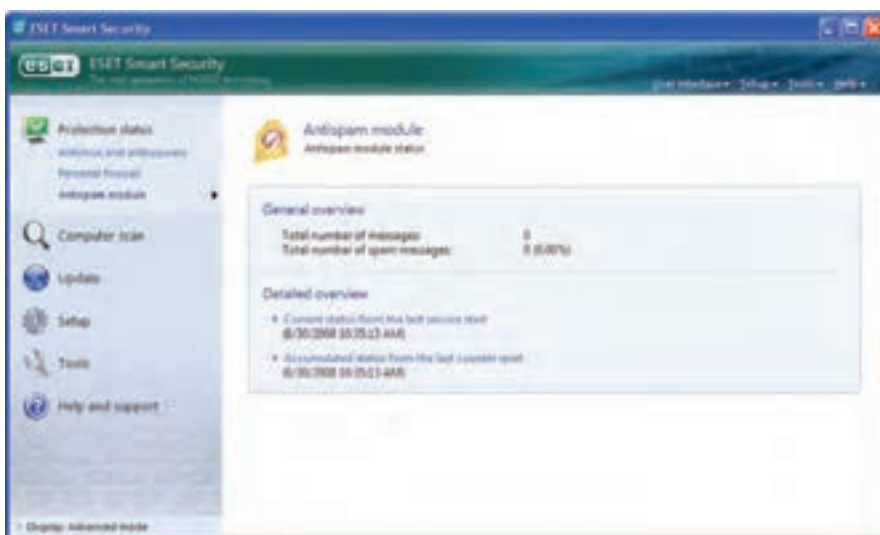 ESET Smart Security
eset ESET Smart Security
User interface Setup Tools Help
Protection status
Antivirus and antispyware
Personal firewall
Antispam module
Computer scan
Update
Setup
Tools
Help and support
Display: Advanced mode
Antispam module
Antispam module status
General overview
Total number of messages: 0
Total number of spam messages: 0 (0.00%)
Detailed overview
Current status from the last service start
Accumulated status from the last counter reset